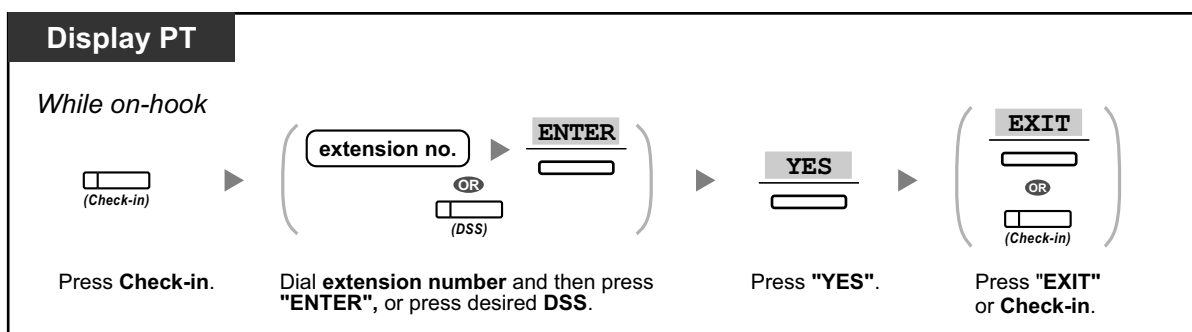 Display PT
While on-hook
(Check-in)
extension no.
ENTER
OR
(DSS)
YES
EXIT
OR
(Check-in)
Press Check-in.
Dial extension number and then press
"ENTER", or press desired DSS.
Press "YES".
Press "EXIT"
or Check-in.